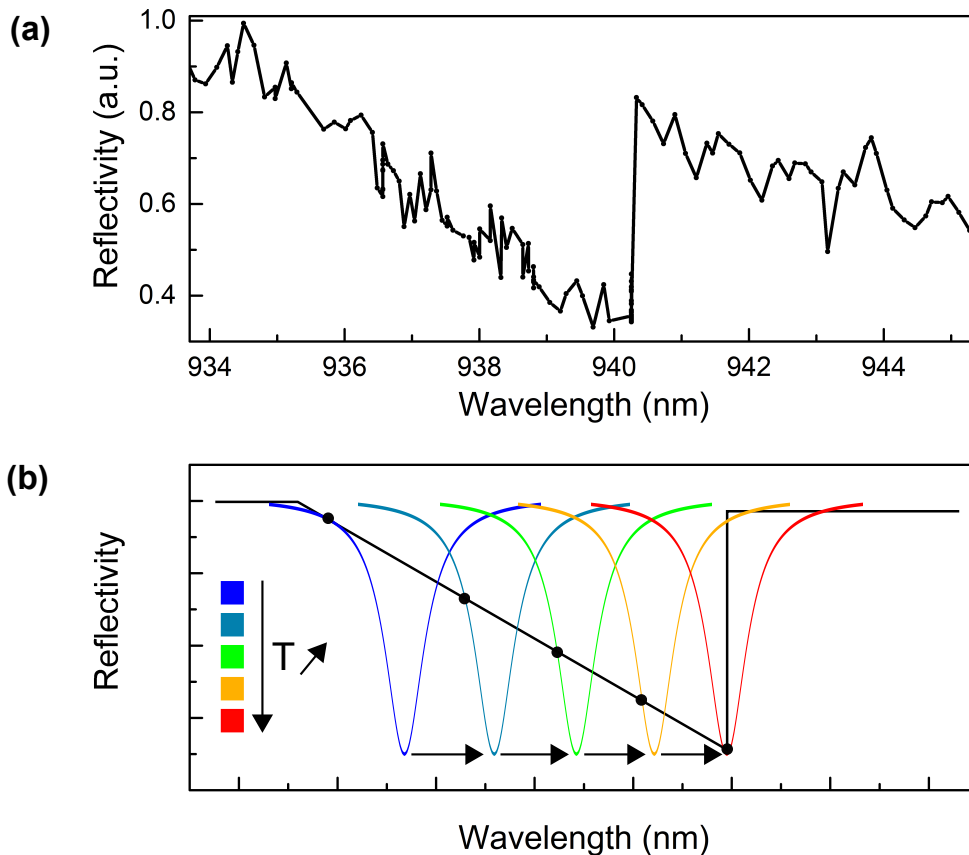 (a)
Reflectivity (a.u.)
1.0
0.8
0.6
0.4
934 936 938 940 942 944
Wavelength (nm)
(b)
Reflectivity
T
Wavelength (nm)